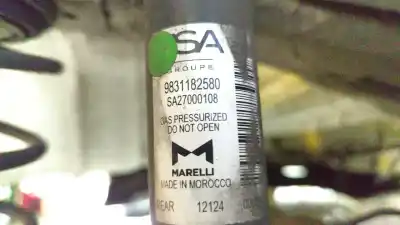 SA
GROUPE
9831182580
SA27000108
GAS PRESSURIZED
DO NOT OPEN
MARELLI
MADE IN MOROCCO
REAR 12124